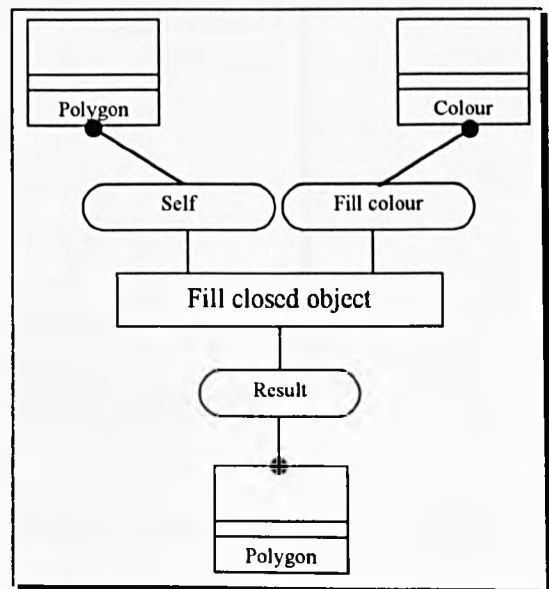 Polygon
Colour
Self
Fill colour
Fill closed object
Result
Polygon